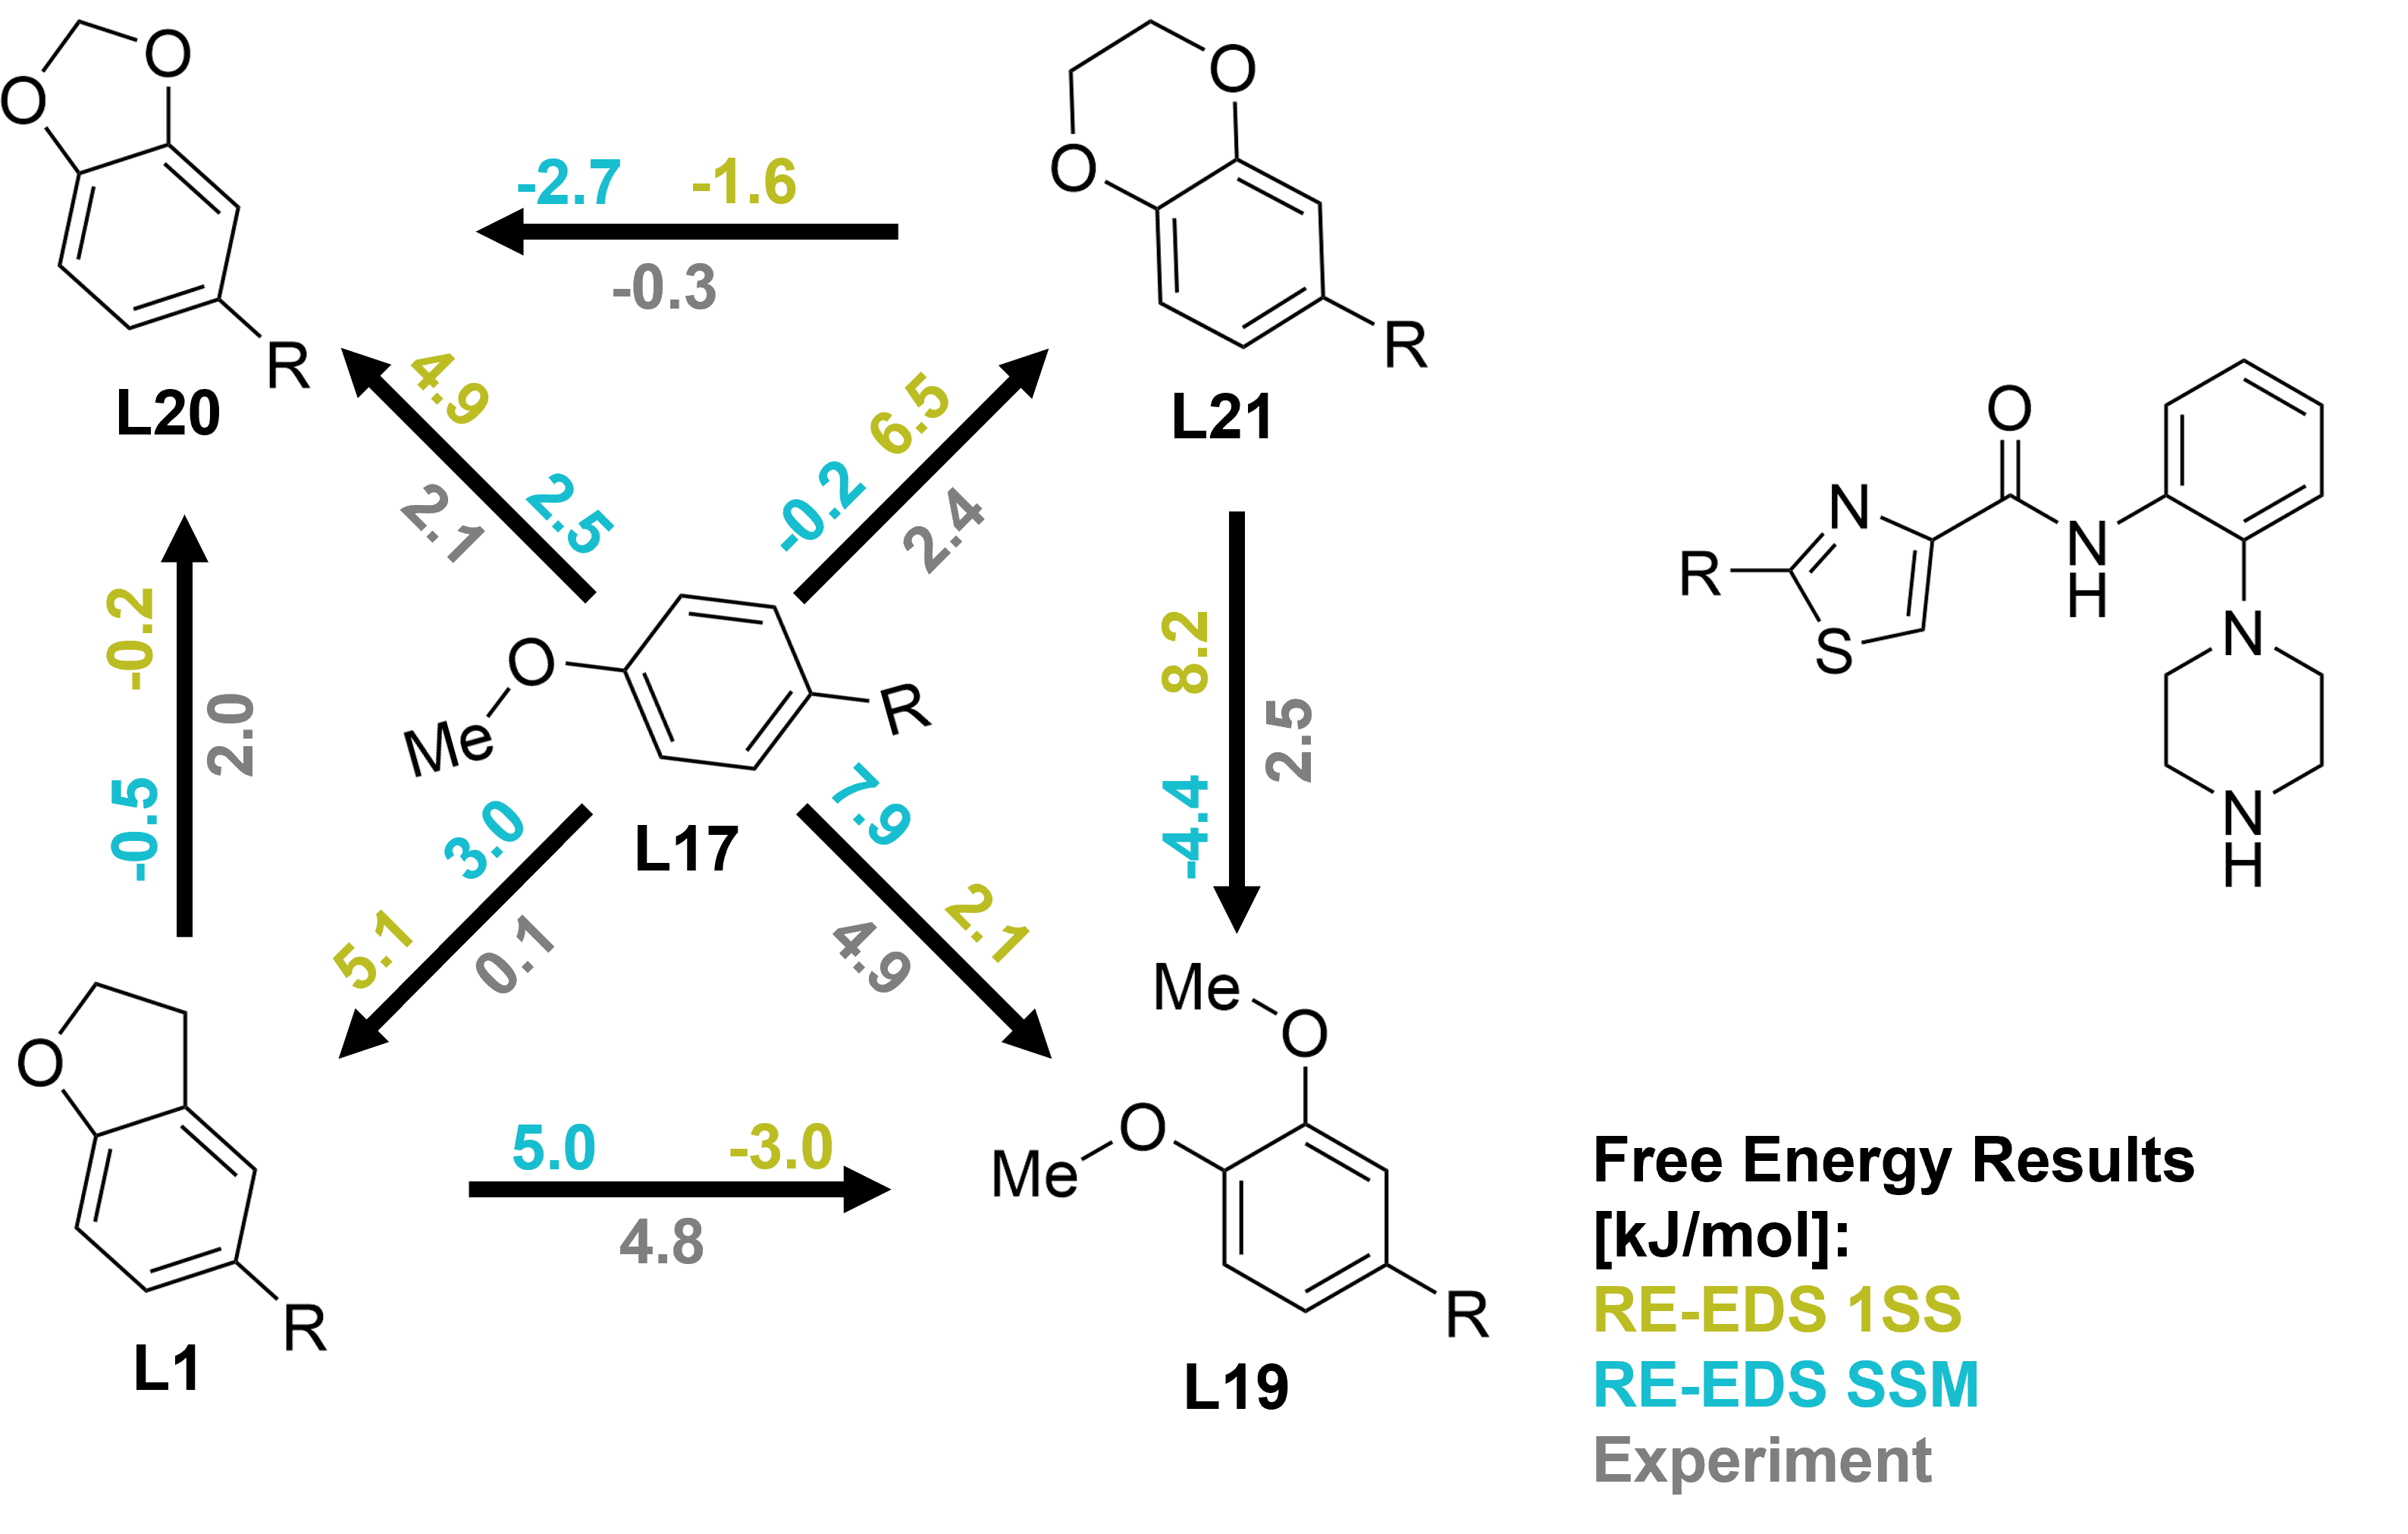 O
O
R
L20
-2.7 -1.6
-0.3
O
O
R
L21
4.9
2.5
2.1
-0.2 6.5
2.4
-0.5 -0.2
2.0
O
Me
R
L17
-4.4 8.2
2.5
5.1 3.0
0.1
7.9
2.1
4.9
O
R
L1
5.0 -3.0
4.8
Me
O
Me
O
R
L19
O
N
R
S
N
H
N
N
H
Free Energy Results
[kJ/mol]:
RE-EDS 1SS
RE-EDS SSM
Experiment